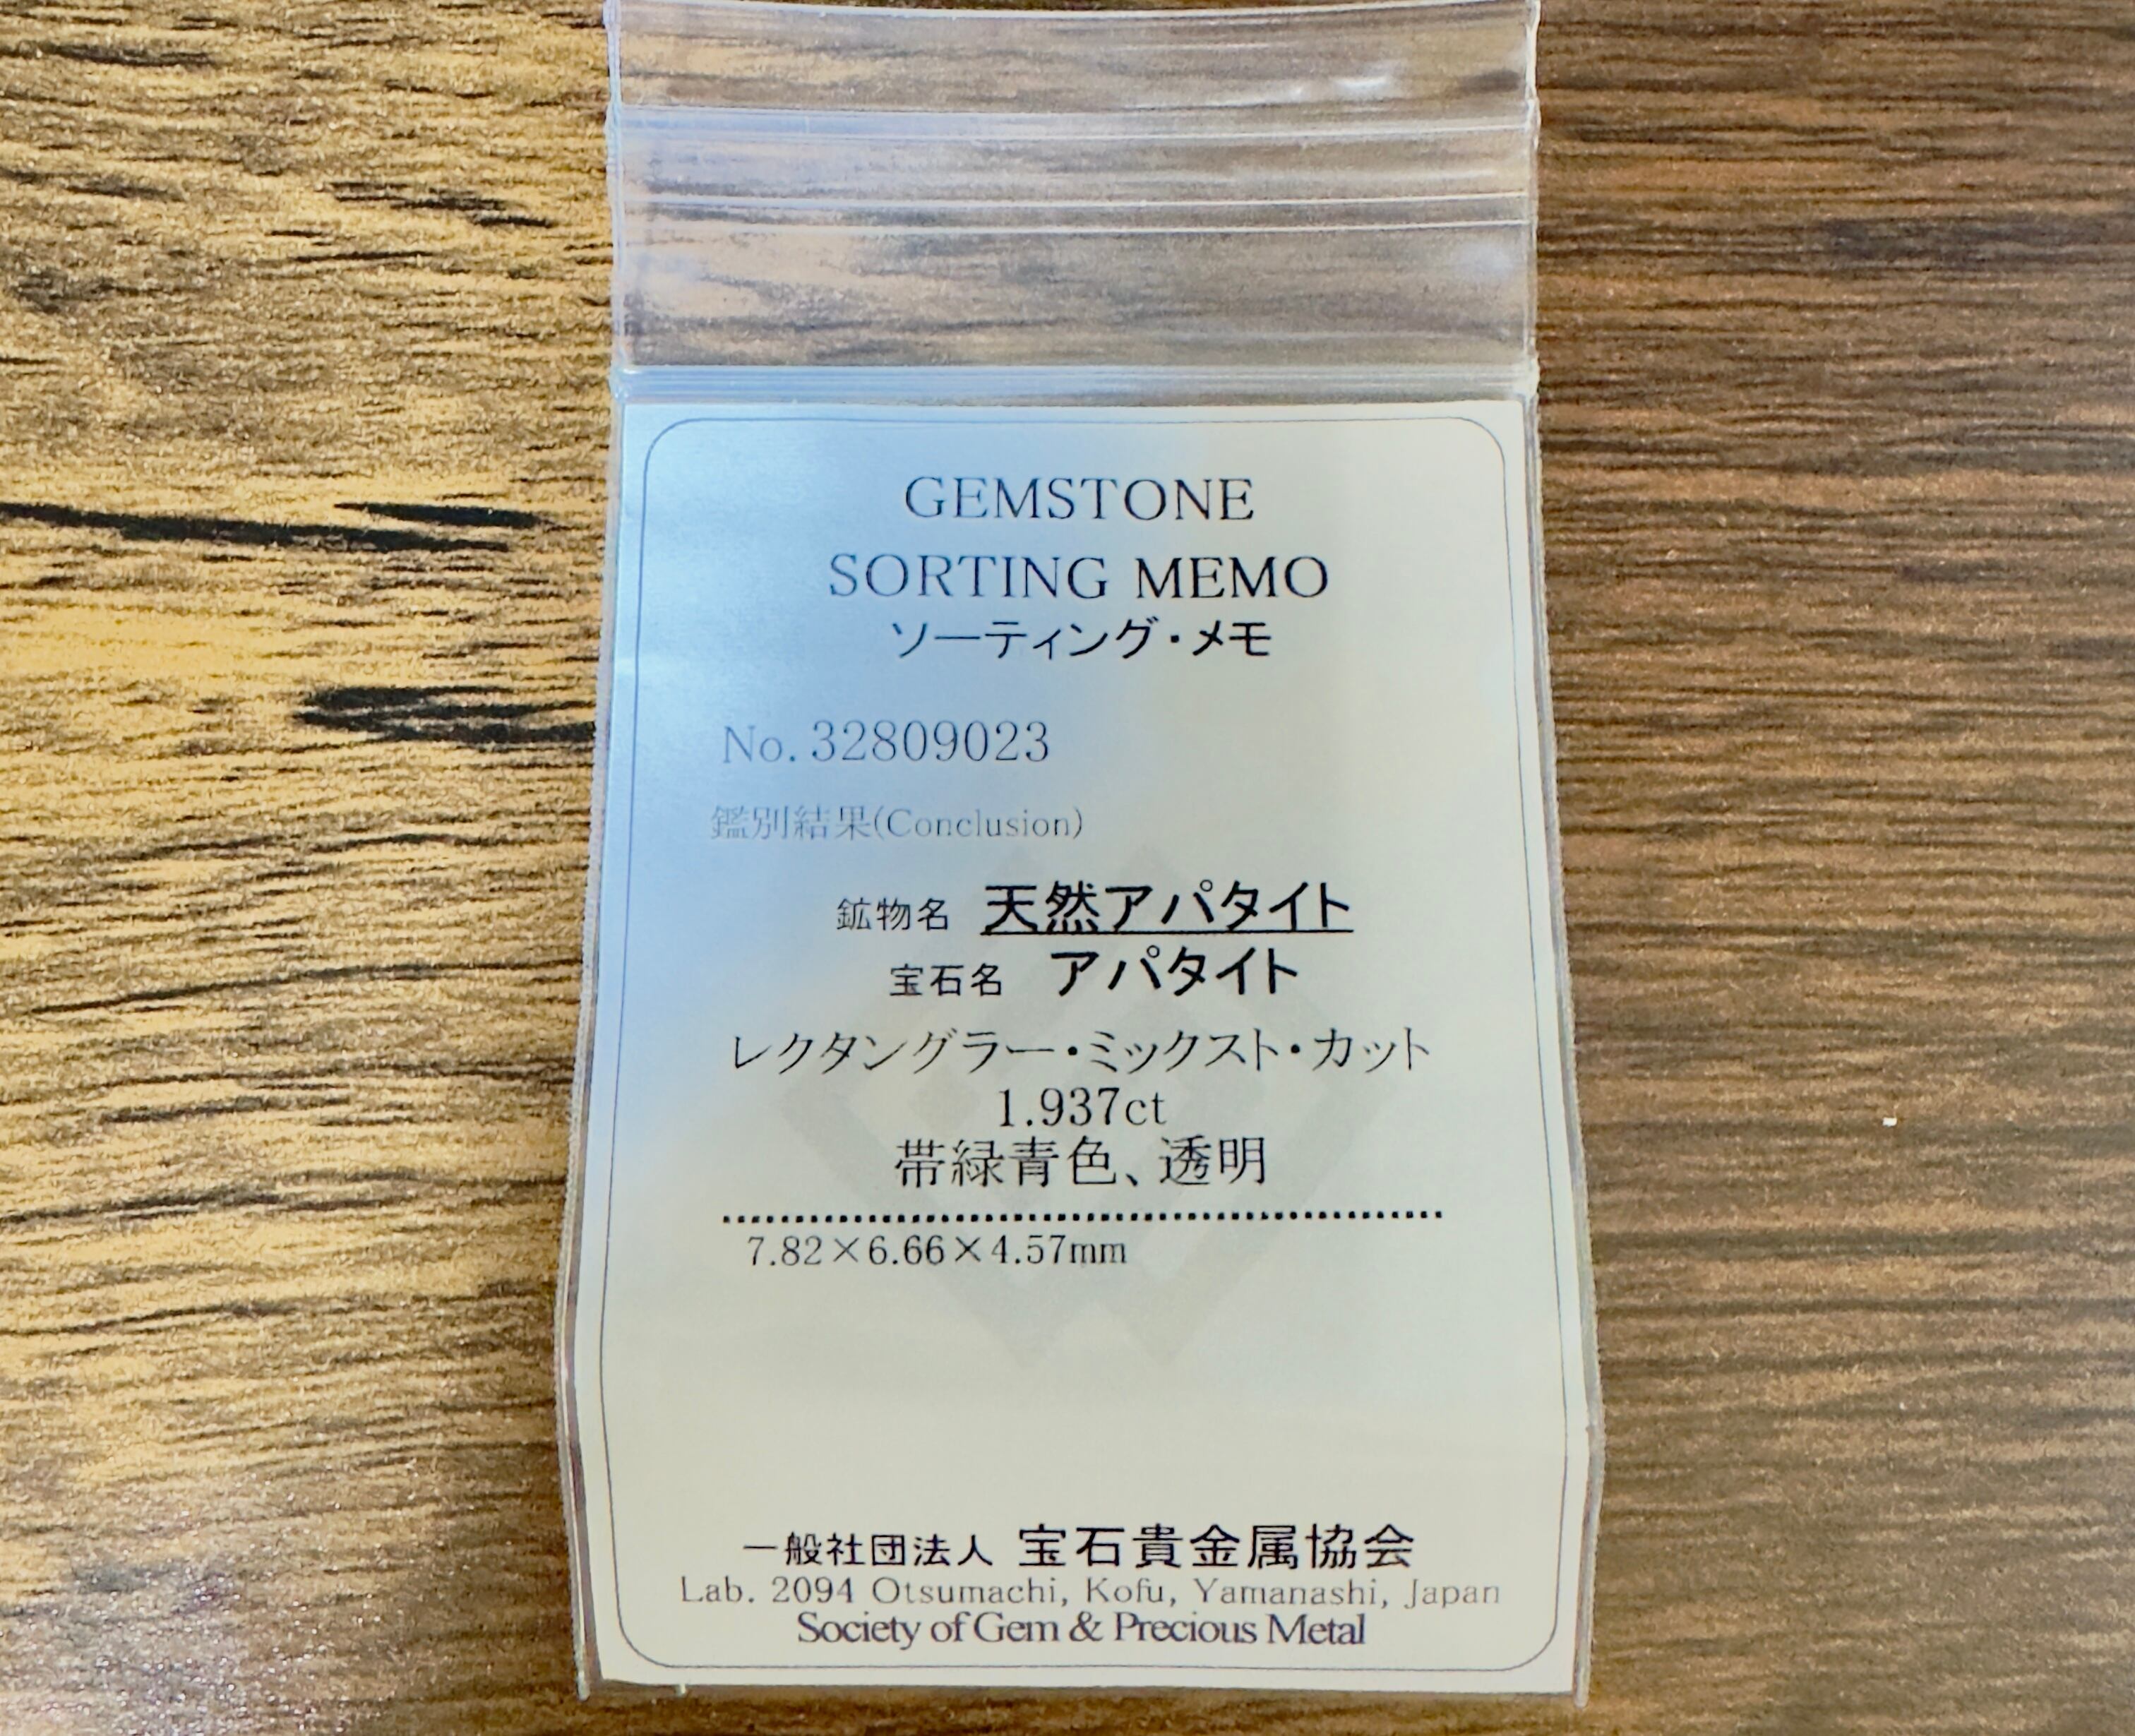 GEMSTONE
SORTING MEMO
ソーティング・メモ
No. 32809023
鑑別結果(Conclusion)
鉱物名 天然アパタイト
宝石名 アパタイト
レクタングラー・ミックスト・カット
1.937ct
帯緑青色、透明
7.82×6.66×4.57mm
一般社団法人 宝石貴金属協会
Lab. 2094 Otsumachi, Kofu, Yamanashi, Japan
Society of Gem & Precious Metal